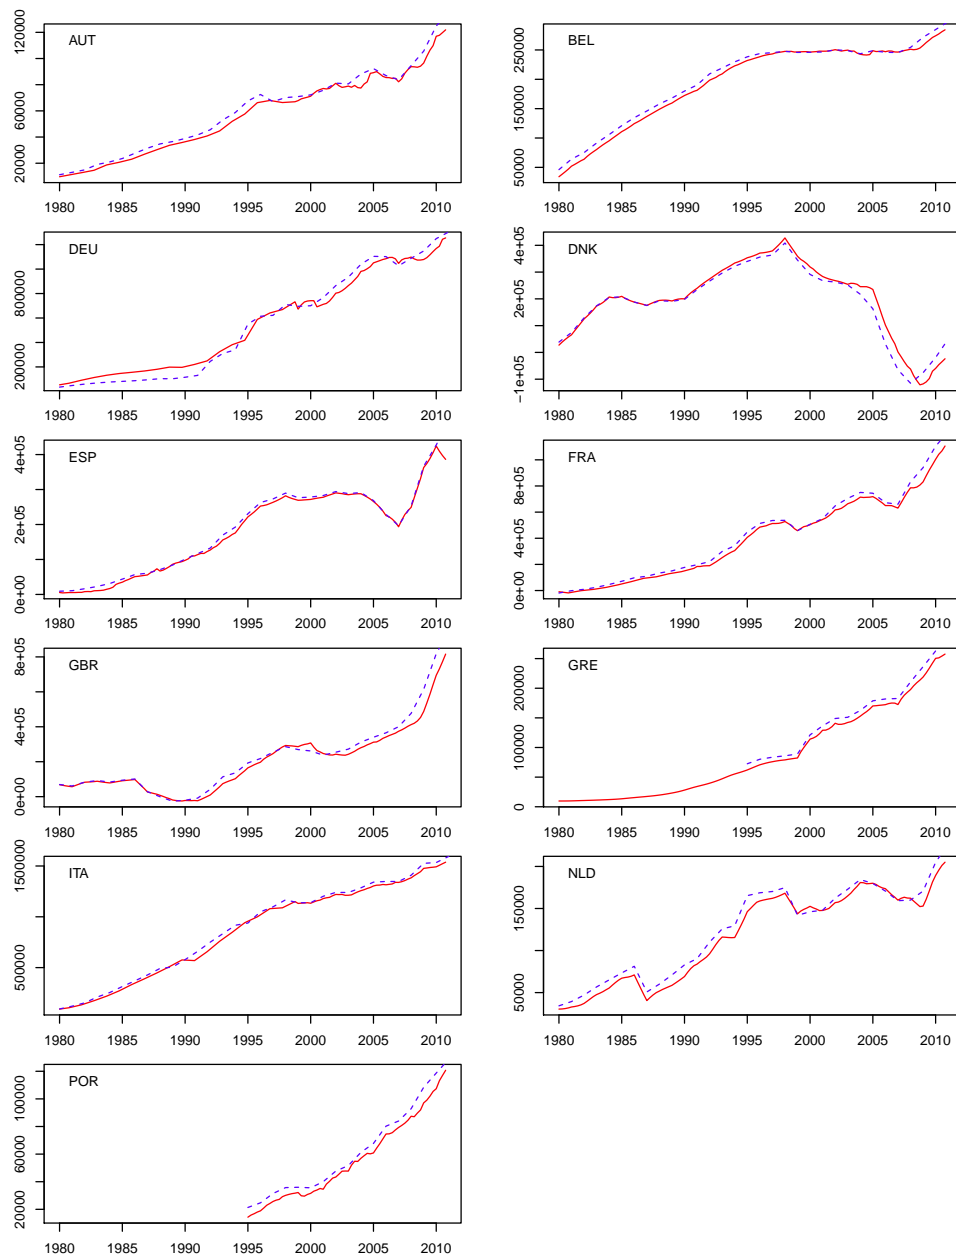 AUT
20000 60000 120000
1980 1985 1990 1995 2000 2005 2010
BEL
50000 150000 250000
1980 1985 1990 1995 2000 2005 2010
DEU
200000 800000
1980 1985 1990 1995 2000 2005 2010
DNK
−1e+05 2e+05 4e+05
1980 1985 1990 1995 2000 2005 2010
ESP
0e+00 2e+05 4e+05
1980 1985 1990 1995 2000 2005 2010
FRA
0e+00 4e+05 8e+05
1980 1985 1990 1995 2000 2005 2010
GBR
0e+00 4e+05 8e+05
1980 1985 1990 1995 2000 2005 2010
GRE
0 100000 200000
1980 1985 1990 1995 2000 2005 2010
ITA
500000 1500000
1980 1985 1990 1995 2000 2005 2010
NLD
50000 150000
1980 1985 1990 1995 2000 2005 2010
POR
20000 60000 100000
1980 1985 1990 1995 2000 2005 2010